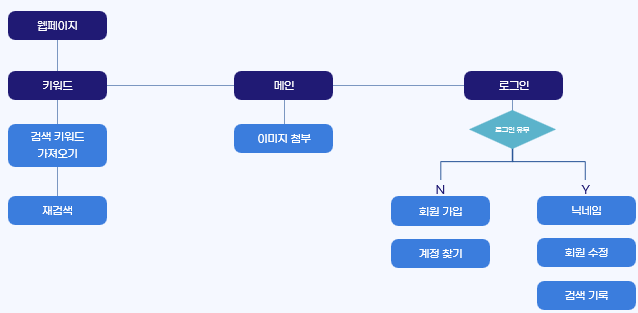 웹페이지
키워드
메인
로그인
검색 키워드
가져오기
이미지 첨부
로그인 유무
재검색
N
Y
회원 가입
닉네임
계정 찾기
회원 수정
검색 기록